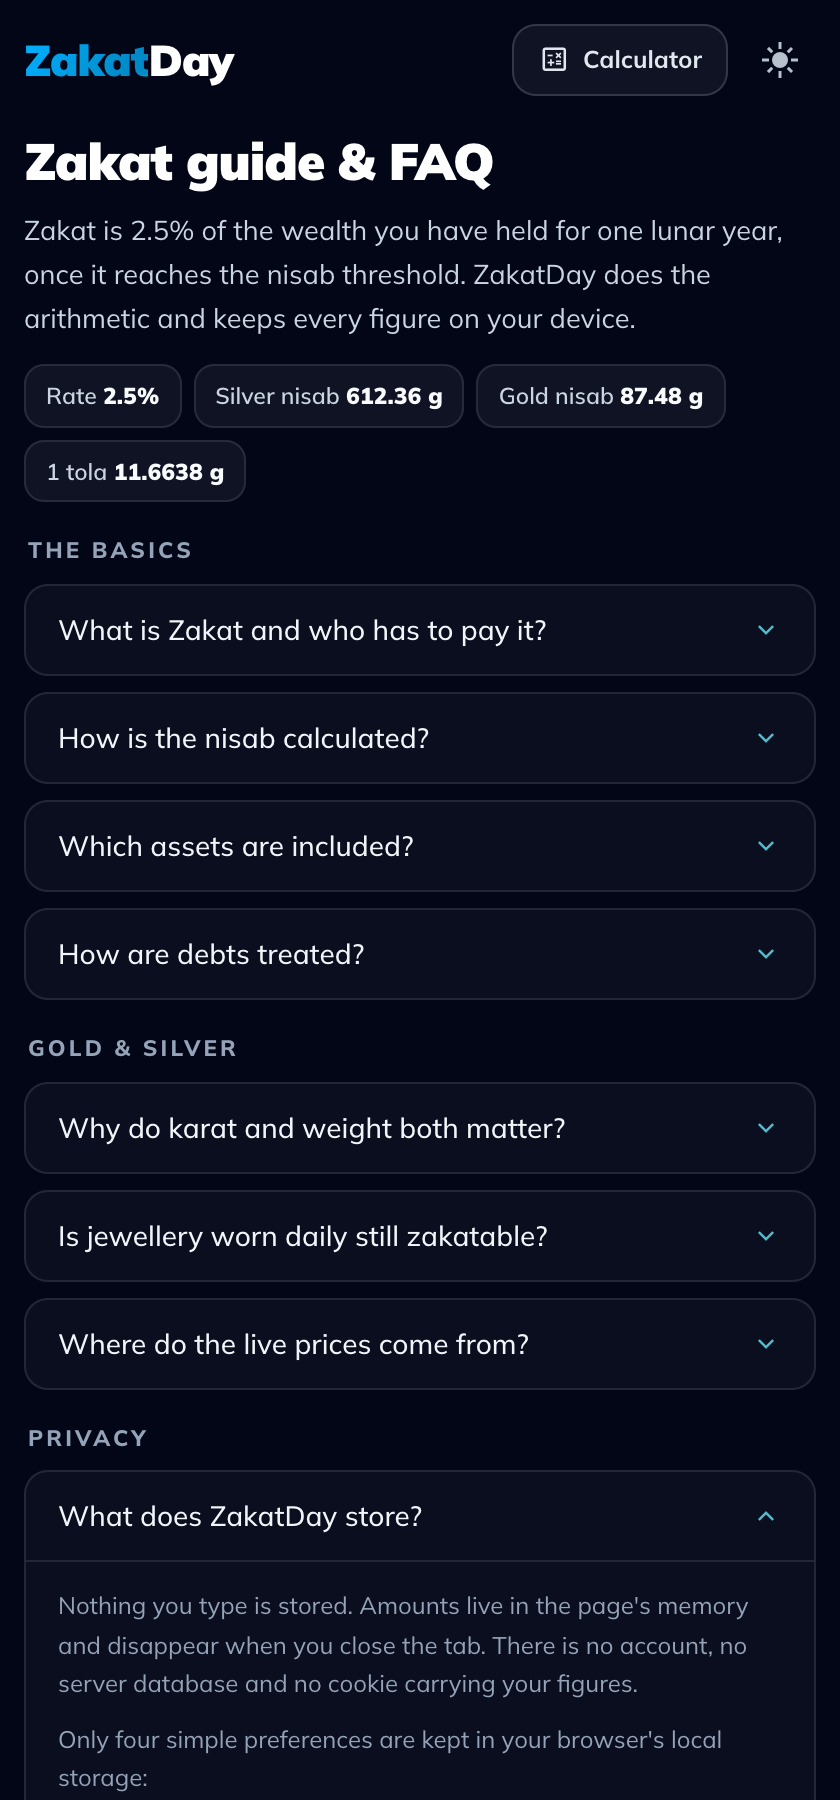 ZakatDay
Calculator
Zakat guide & FAQ
Zakat is 2.5% of the wealth you have held for one lunar year,
once it reaches the nisab threshold. ZakatDay does the
arithmetic and keeps every figure on your device.
Rate 2.5%
Silver nisab 612.36 g
Gold nisab 87.48 g
1 tola 11.6638 g
THE BASICS
What is Zakat and who has to pay it?
How is the nisab calculated?
Which assets are included?
How are debts treated?
GOLD & SILVER
Why do karat and weight both matter?
Is jewellery worn daily still zakatable?
Where do the live prices come from?
PRIVACY
What does ZakatDay store?
Nothing you type is stored. Amounts live in the page's memory
and disappear when you close the tab. There is no account, no
server database and no cookie carrying your figures.
Only four simple preferences are kept in your browser's local
storage: